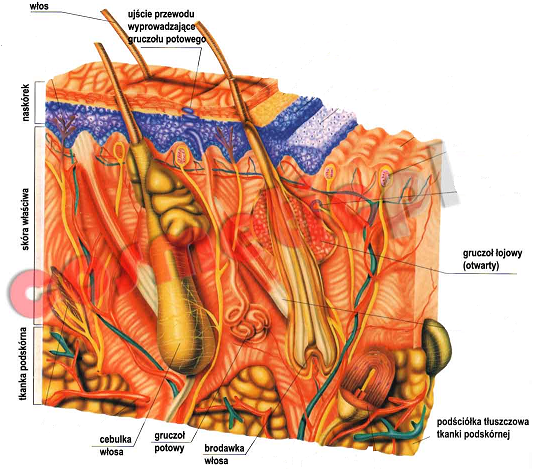 włos
ujście przewodu
wyprowadzające
gruczołu potowego
naskórek
skóra właściwa
tkanka podskórna
gruczoł łojowy
(otwarty)
podściółka tłuszczowa
tkanki podskórnej
cebulka
włosa
gruczoł
potowy
brodawka
włosa